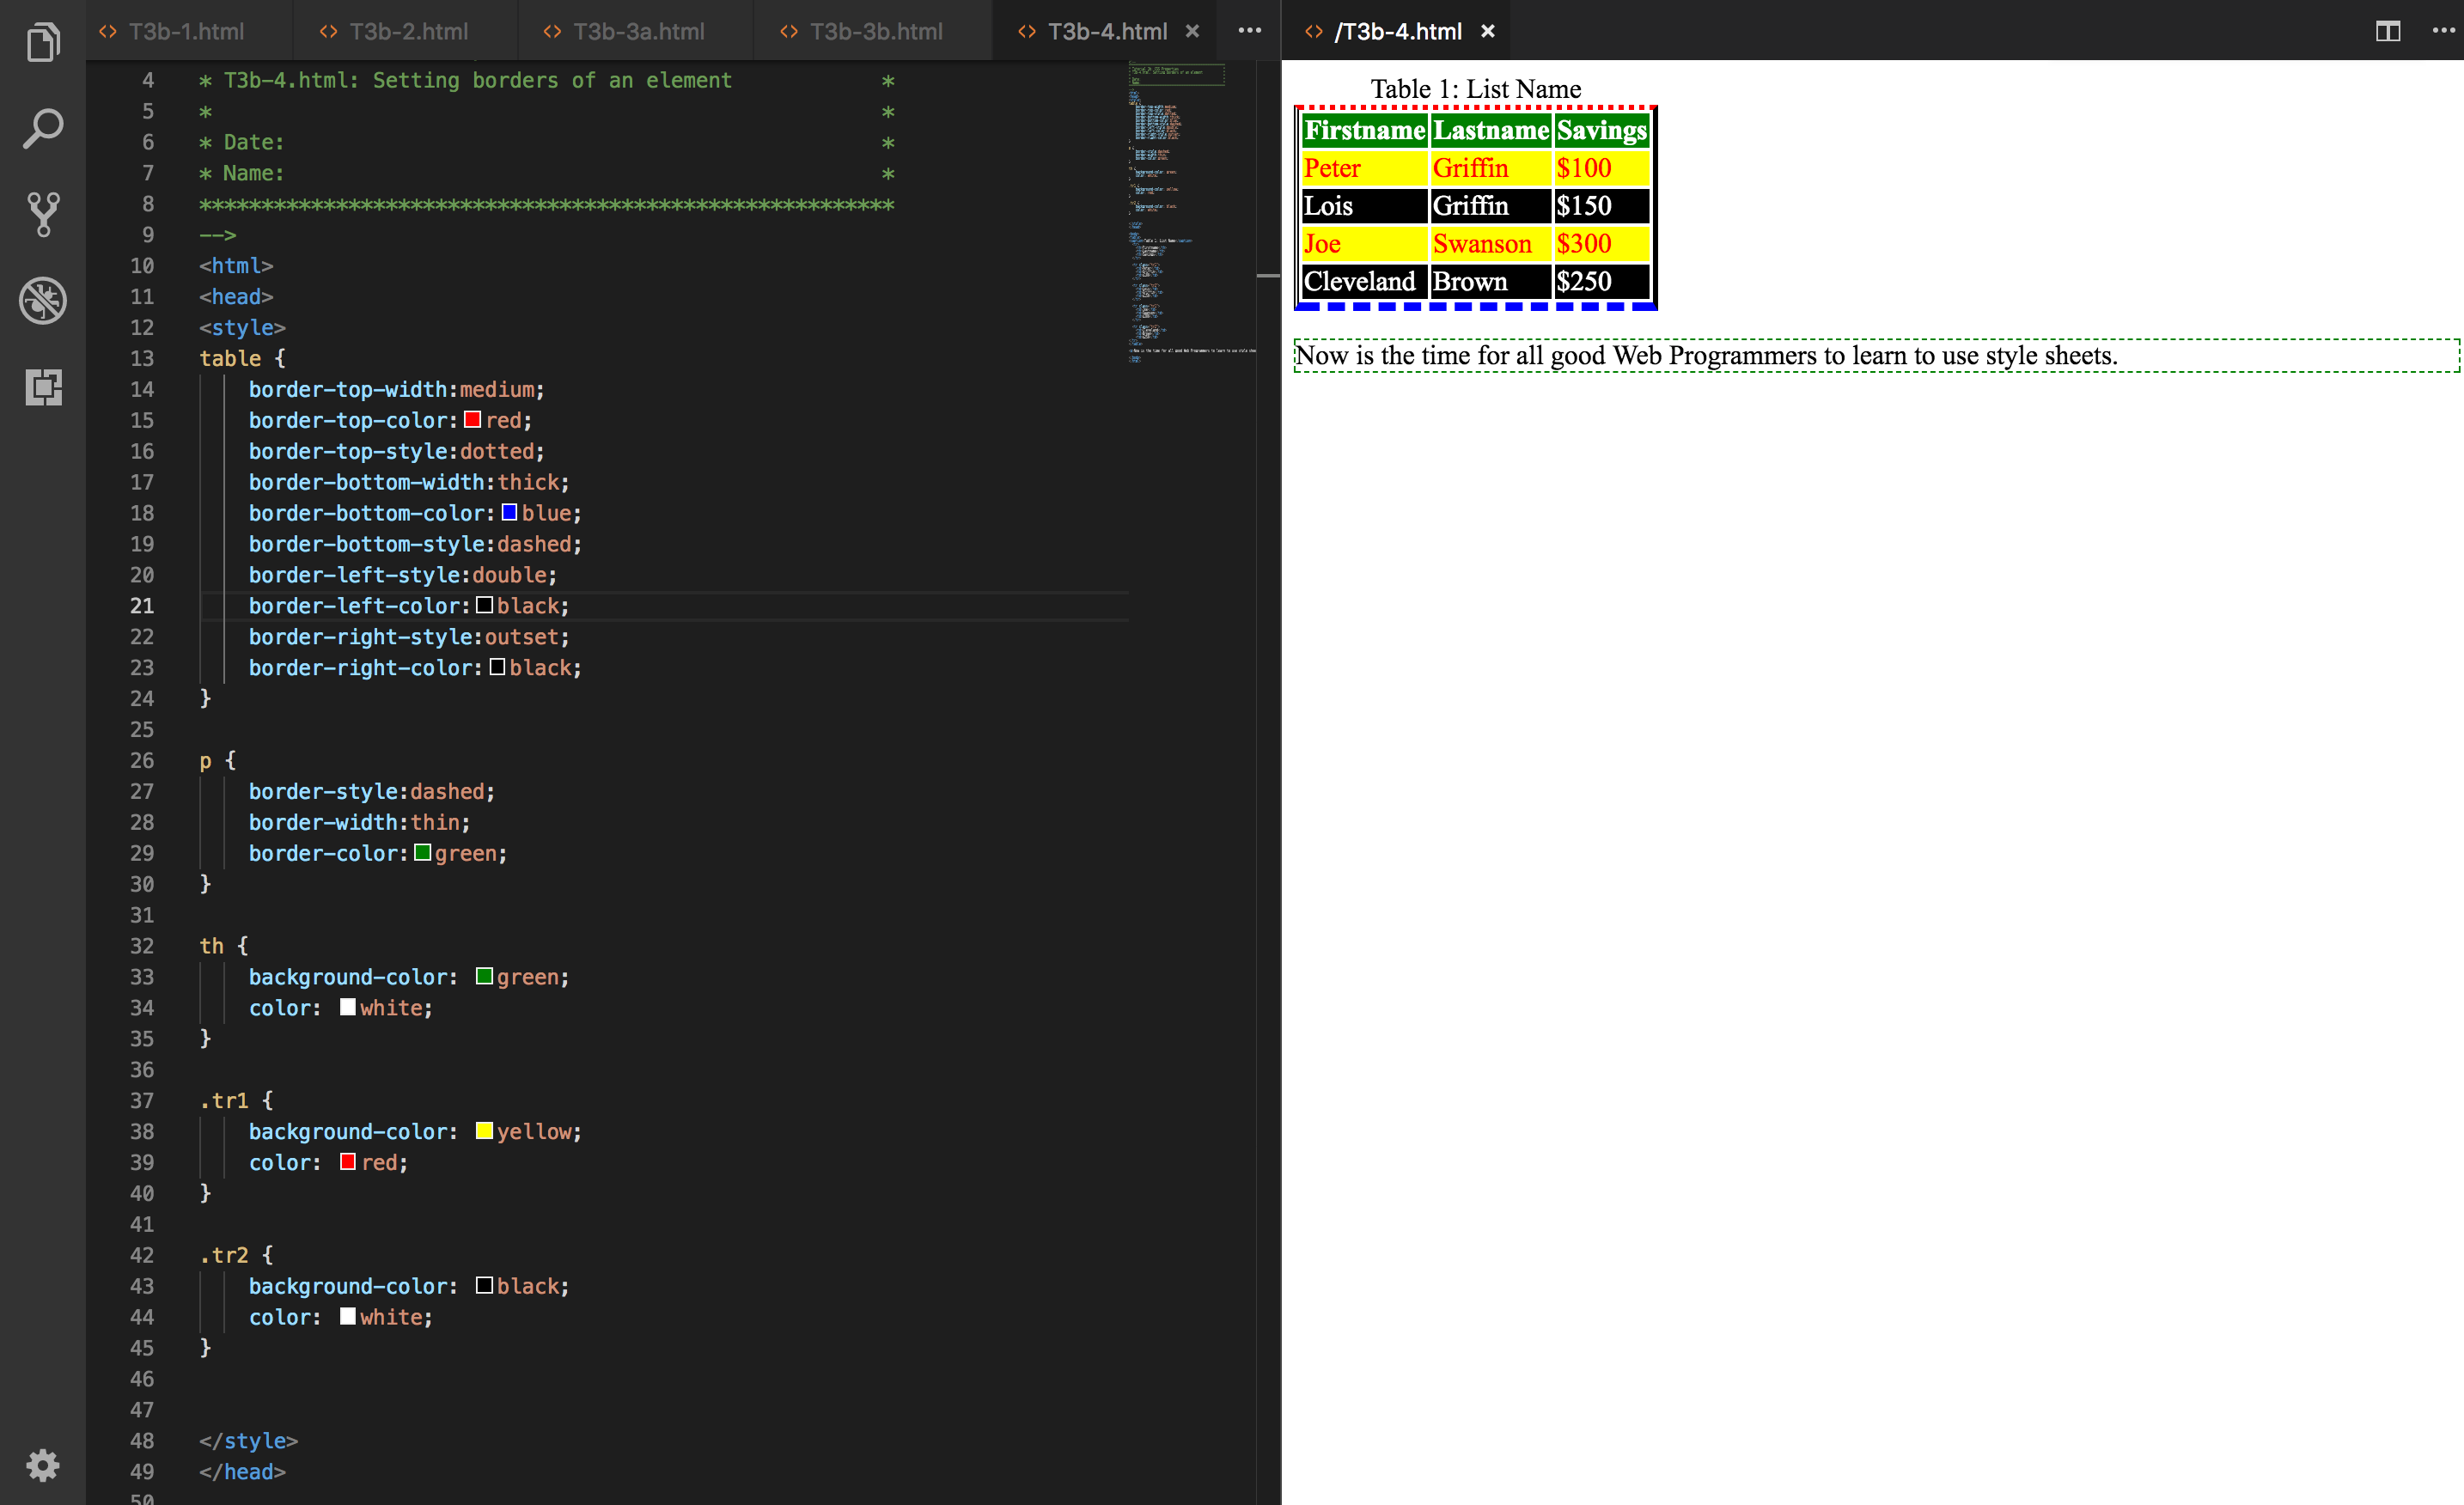 T3b-1.html T3b-2.html T3b-3a.html T3b-3b.html T3b-4.html
4 * T3b-4.html: Setting borders of an element *
5 * *
6 * Date: *
7 * Name: *
8 ********************************************************
9 -->
10 <html>
11 <head>
12 <style>
13 table {
14 border-top-width:medium;
15 border-top-color:red;
16 border-top-style:dotted;
17 border-bottom-width:thick;
18 border-bottom-color:blue;
19 border-bottom-style:dashed;
20 border-left-style:double;
21 border-left-color:black;
22 border-right-style:outset;
23 border-right-color:black;
24 }
25
26 p {
27 border-style:dashed;
28 border-width:thin;
29 border-color:green;
30 }
31
32 th {
33 background-color: green;
34 color: white;
35 }
36
37 .tr1 {
38 background-color: yellow;
39 color: red;
40 }
41
42 .tr2 {
43 background-color: black;
44 color: white;
45 }
46
47
48 </style>
49 </head>
50
/T3b-4.html
Table 1: List Name
Firstname Lastname Savings
Peter Griffin $100
Lois Griffin $150
Joe Swanson $300
Cleveland Brown $250
Now is the time for all good Web Programmers to learn to use style sheets.